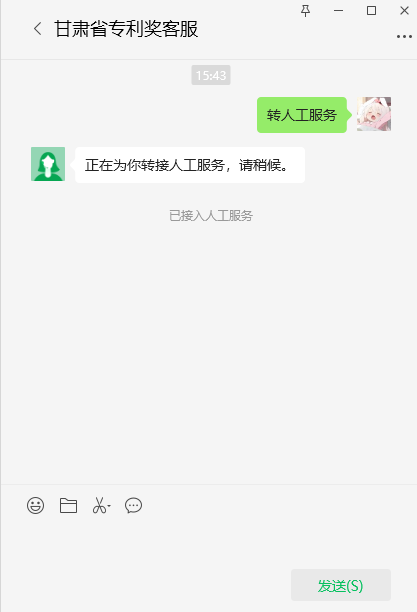 甘肃省专利奖客服
15:43
转人工服务
正在为你转接人工服务，请稍候。
已接入人工服务
发送(S)